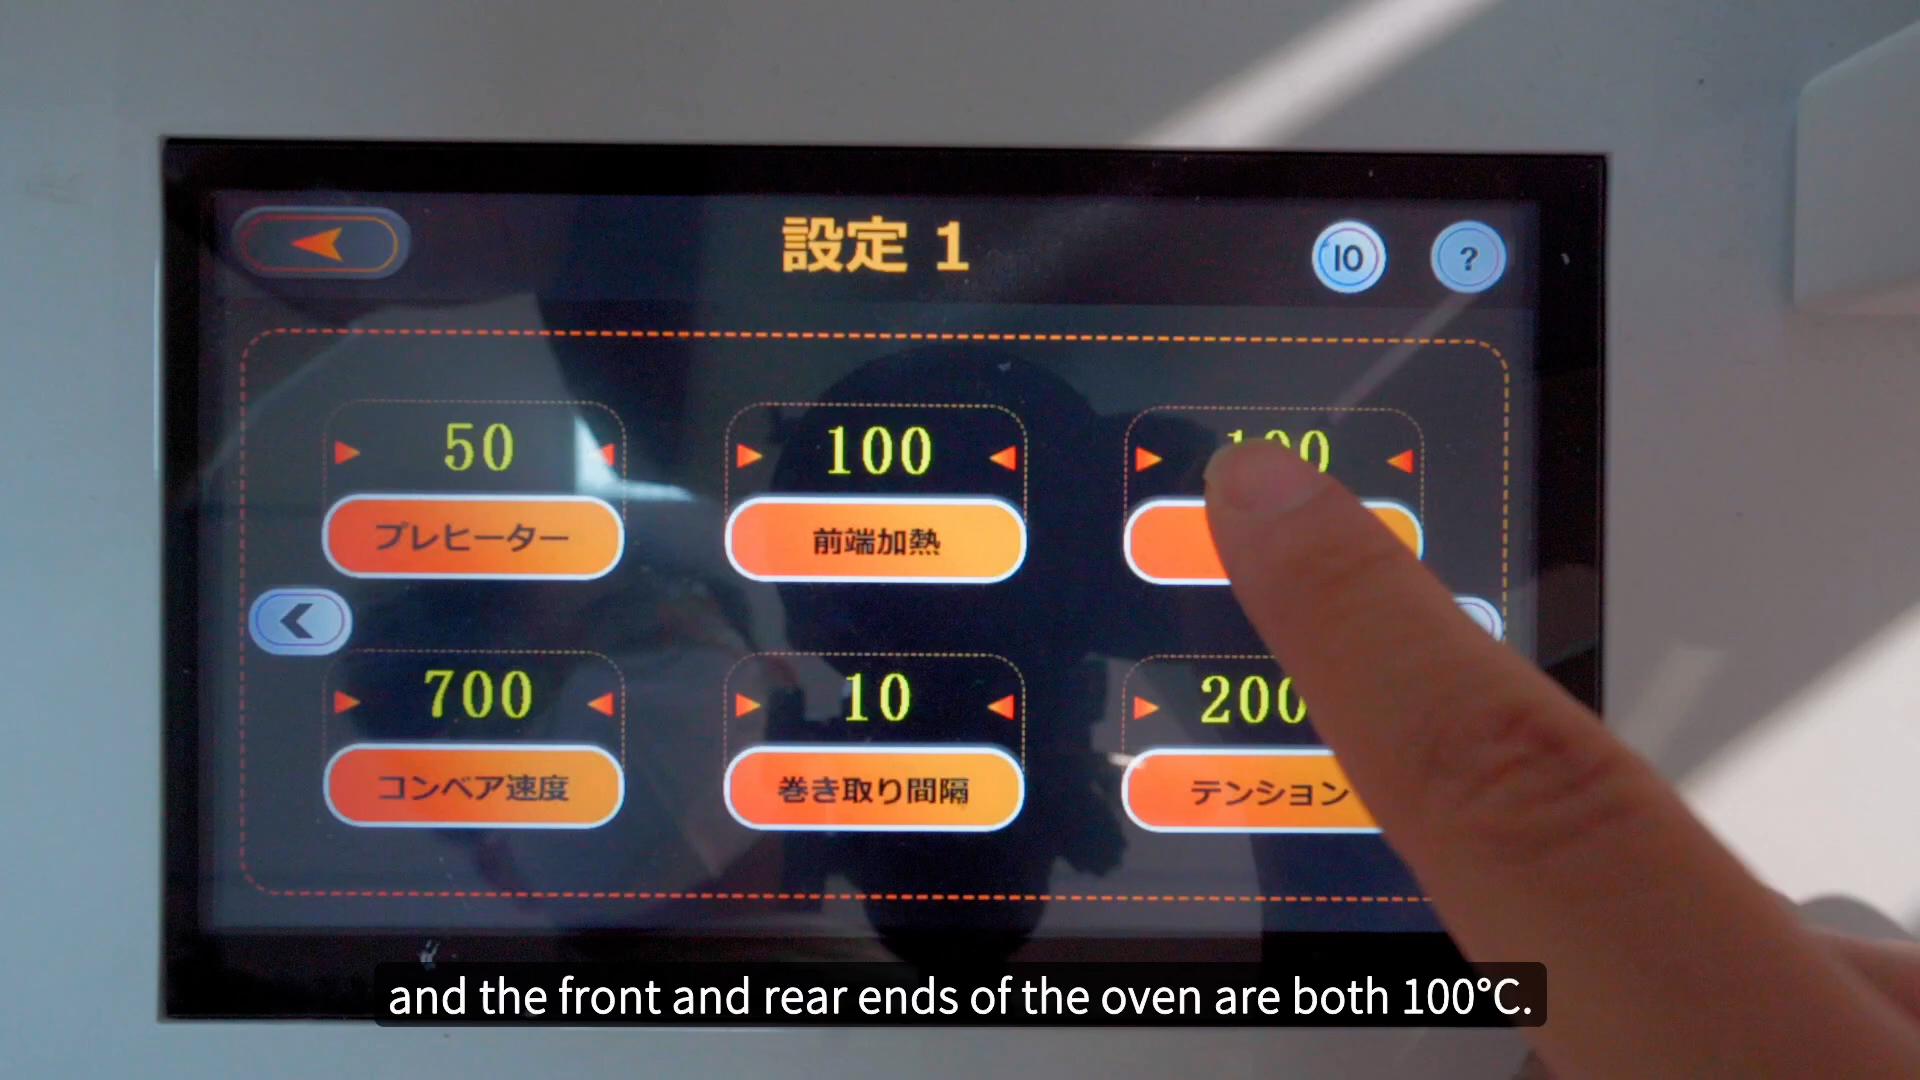 設定 1
IO
?
50
100
100
プレヒーター
前端加熱
700
10
200
コンベア速度
巻き取り間隔
テンション
and the front and rear ends of the oven are both 100°C.